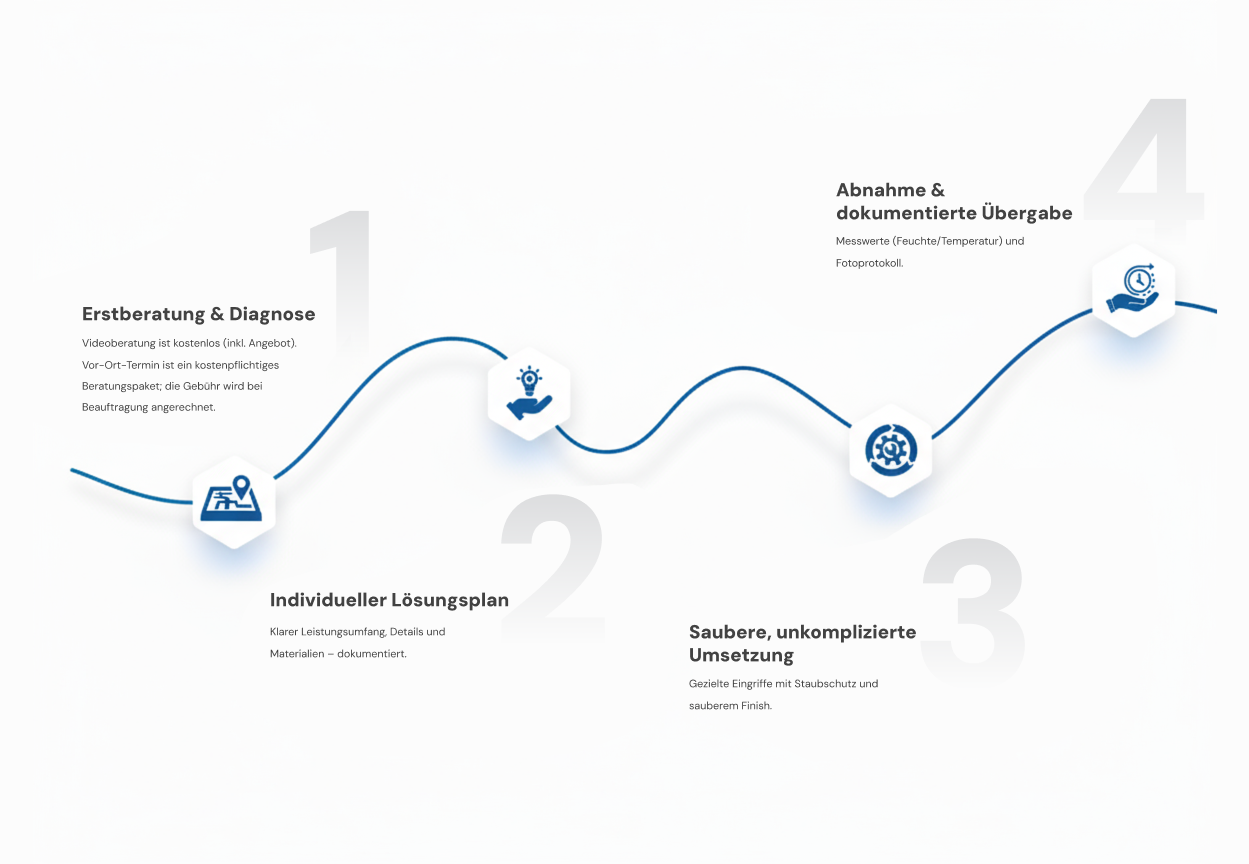 1
Erstberatung & Diagnose
Videoberatung ist kostenlos (inkl. Angebot).
Vor-Ort-Termin ist ein kostenpflichtiges
Beratungspaket; die Gebühr wird bei
Beauftragung angerechnet.
2
Individueller Lösungsplan
Klarer Leistungsumfang, Details und
Materialien – dokumentiert.
3
Saubere, unkomplizierte
Umsetzung
Gezielte Eingriffe mit Staubschutz und
sauberem Finish.
4
Abnahme &
dokumentierte Übergabe
Messwerte (Feuchte/Temperatur) und
Fotoprotokoll.